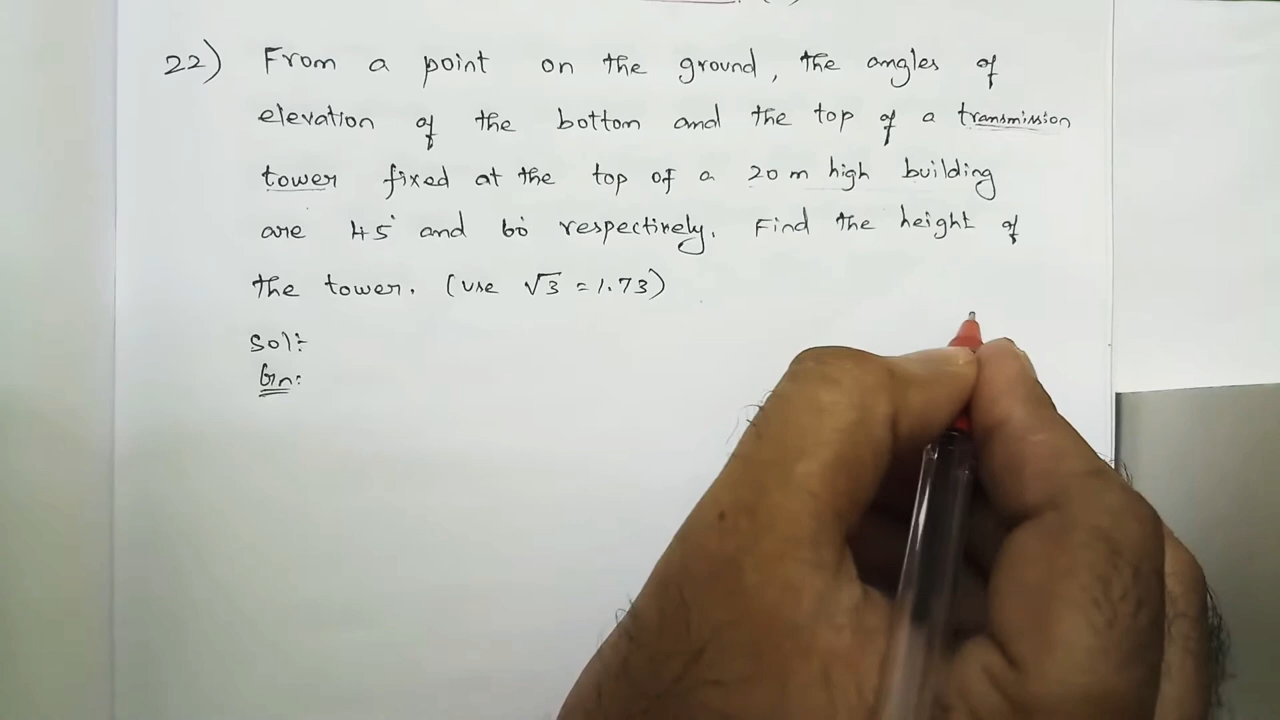 22) From a point on the ground, the angles of
elevation of the bottom and the top of a transmission
tower fixed at the top of a 20 m high building
are 45° and 60° respectively. Find the height of
the tower. (use √3 = 1.73)
Sol:
Gn: